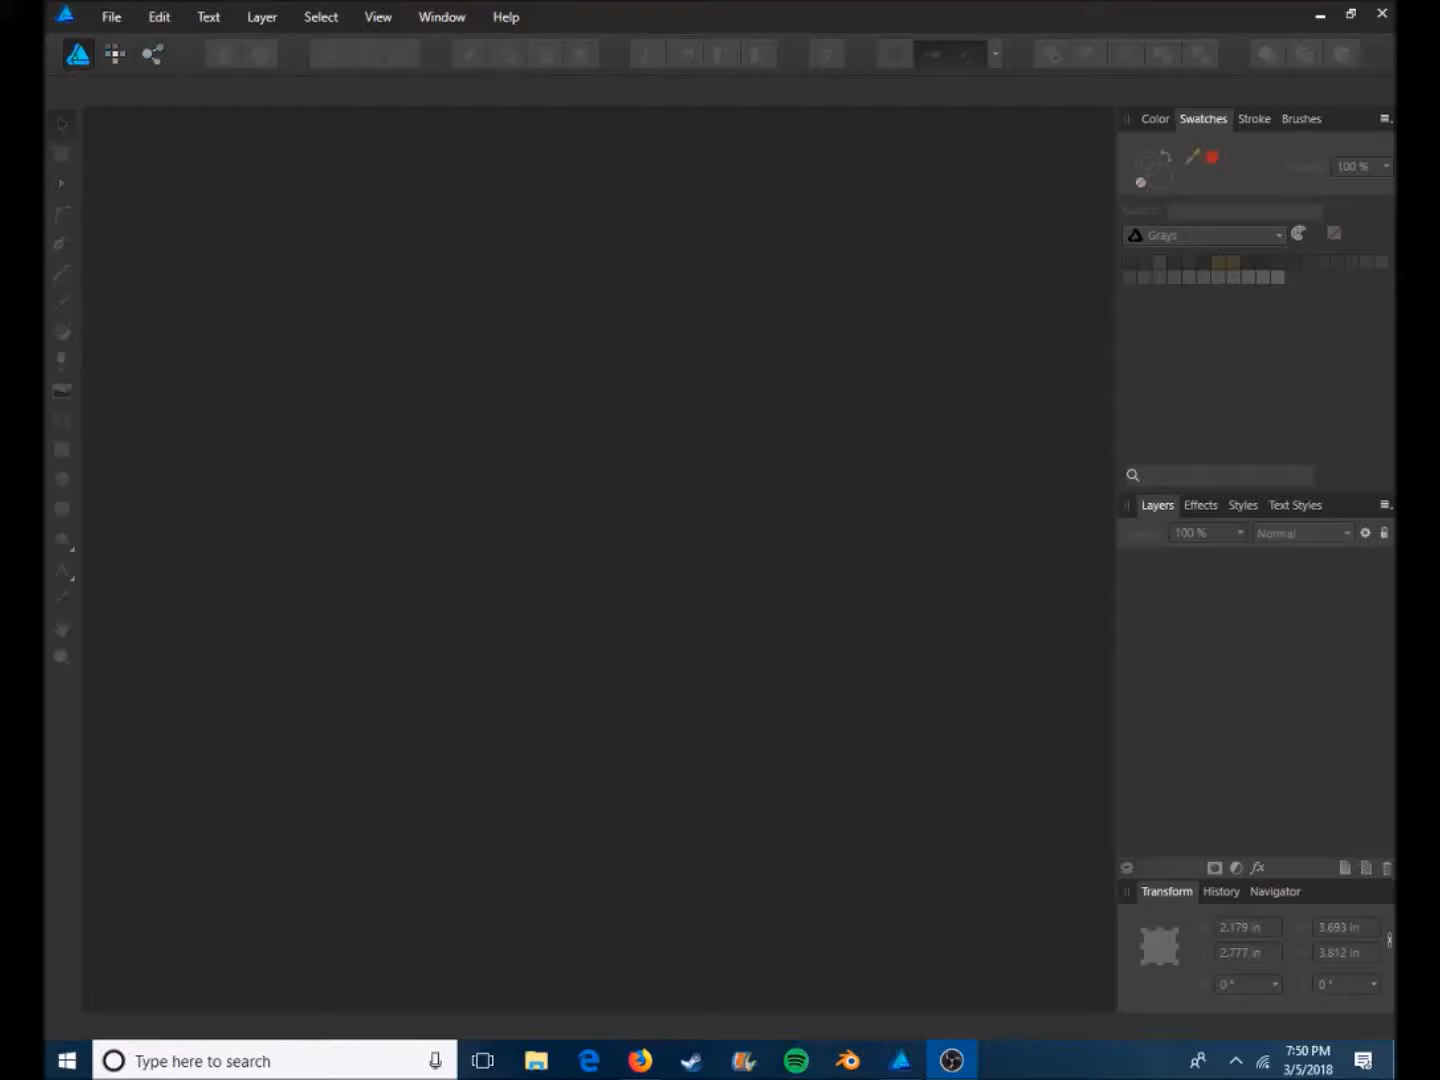 File Edit Text Layer Select View Window Help
Color Swatches Stroke Brushes
100 %
Grays
Layers Effects Styles Text Styles
100 % Normal
fx
Transform History Navigator
2.179 in 3.693 in
2.777 in 3.812 in
0 ° 0 °
Type here to search
7:50 PM
3/5/2018